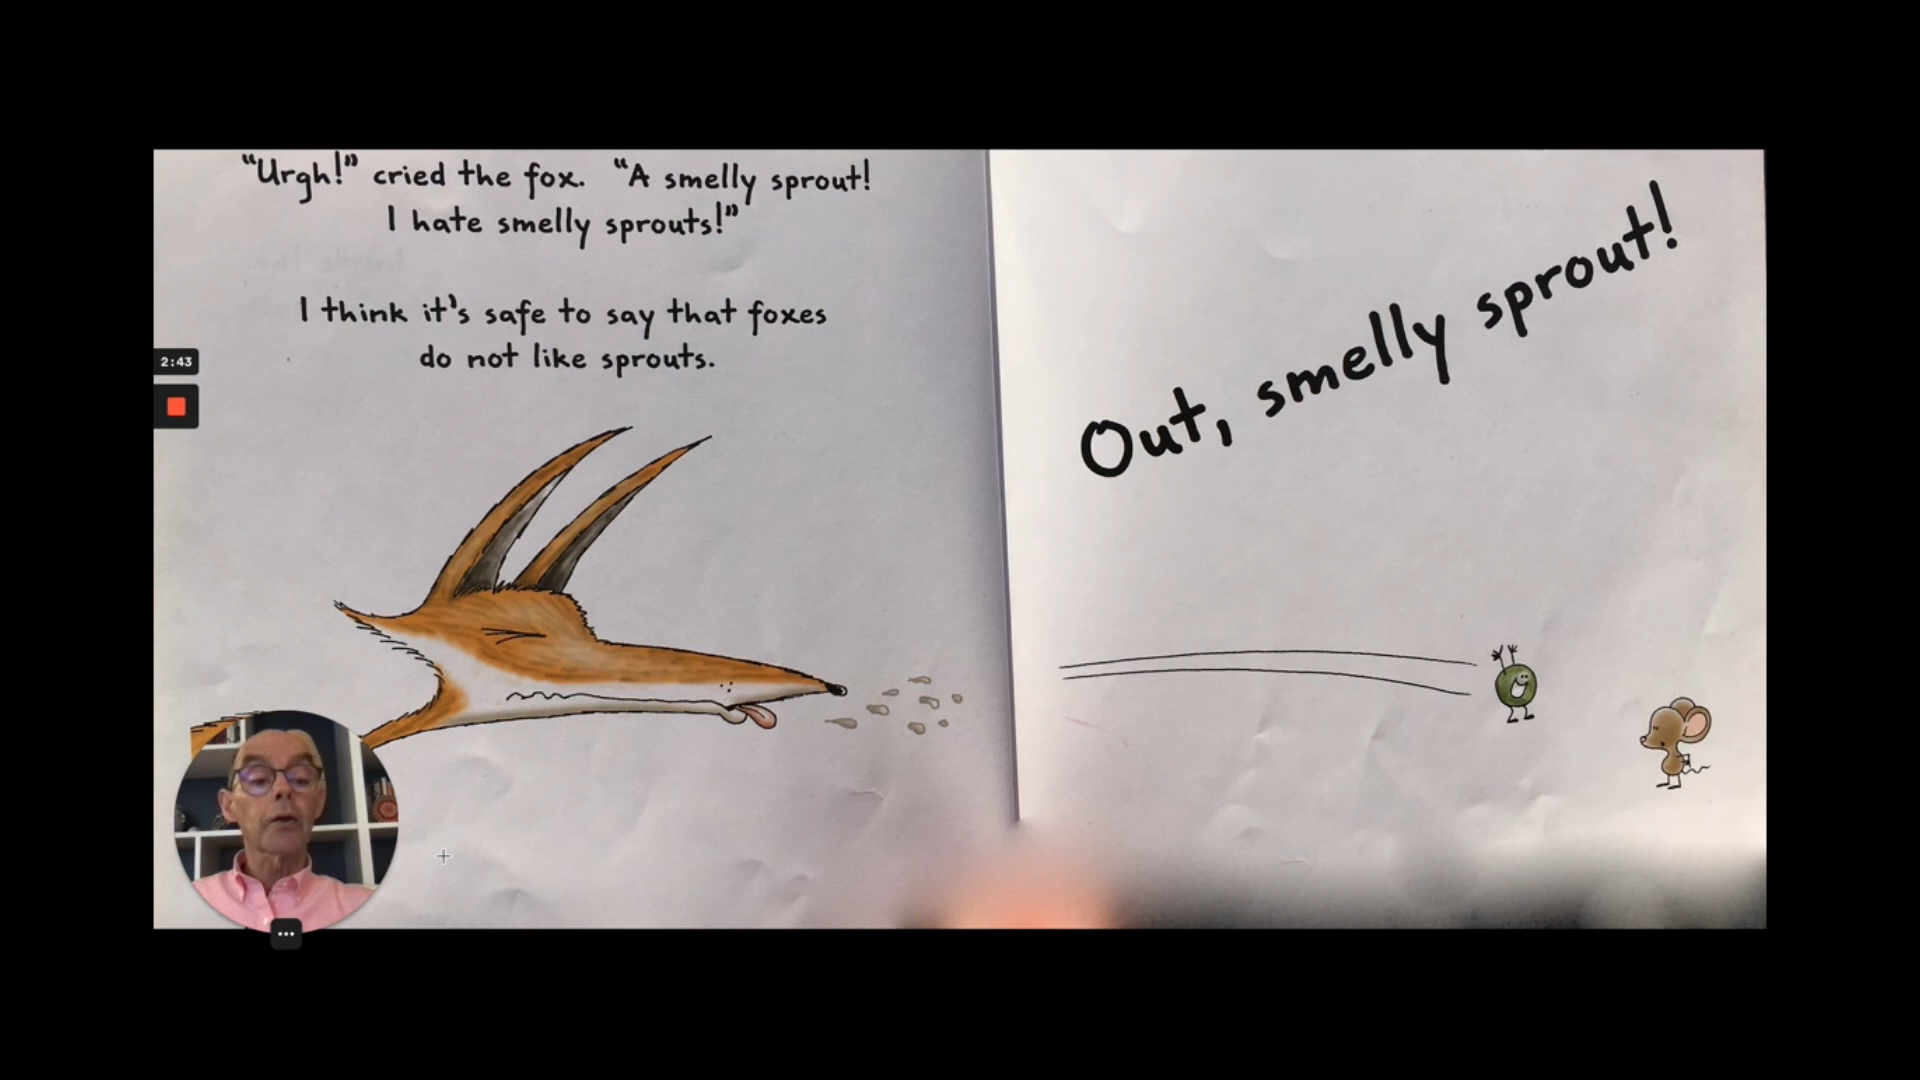 “Urgh!” cried the fox. “A smelly sprout!
I hate smelly sprouts!”
I think it's safe to say that foxes
do not like sprouts.
Out, smelly sprout!
2:43